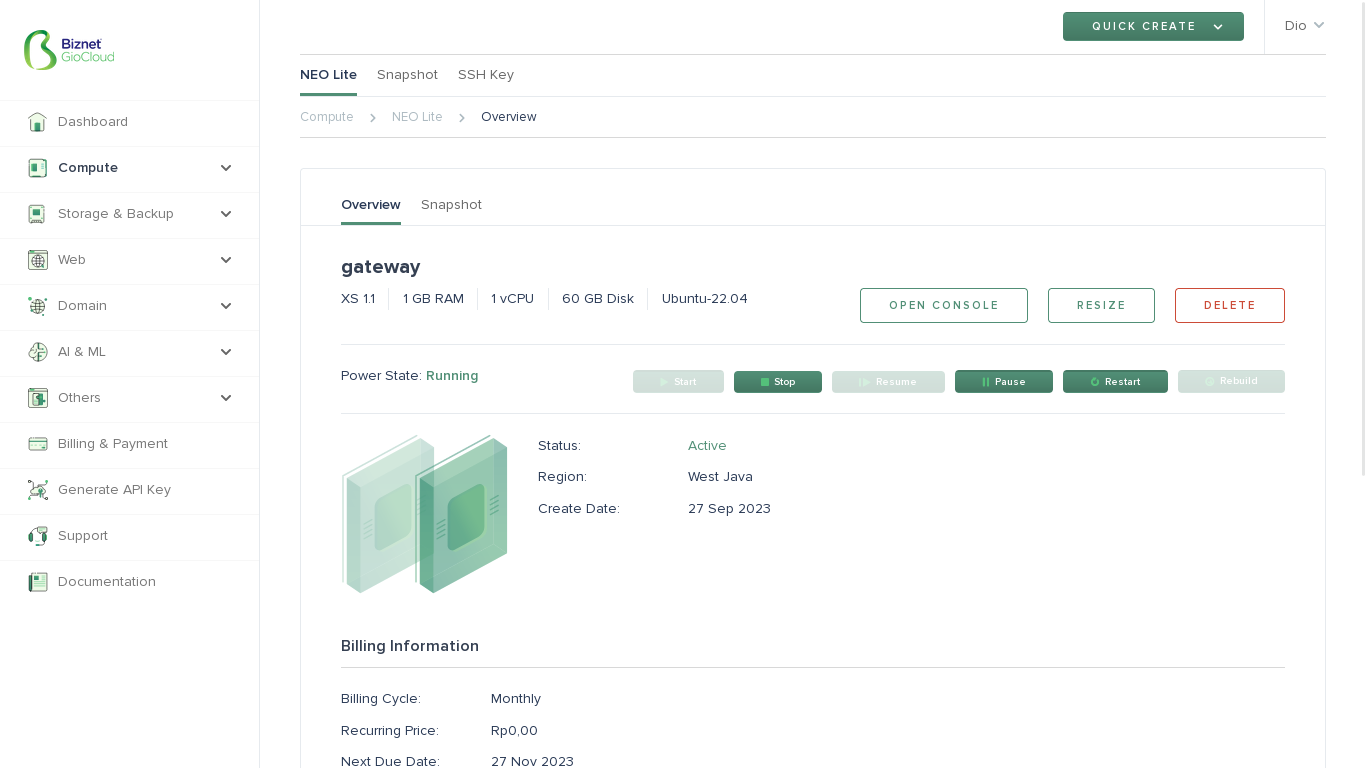 QUICK CREATE
Dio
Biznet
GioCloud
NEO Lite Snapshot SSH Key
Compute NEO Lite Overview
Dashboard
Compute
Storage & Backup
Web
Domain
AI & ML
Others
Billing & Payment
Generate API Key
Support
Documentation
Overview Snapshot
gateway
XS 1.1 1 GB RAM 1 vCPU 60 GB Disk Ubuntu-22.04
OPEN CONSOLE RESIZE DELETE
Power State: Running
Start Stop Resume Pause Restart Rebuild
Status: Active
Region: West Java
Create Date: 27 Sep 2023
Billing Information
Billing Cycle: Monthly
Recurring Price: Rp0,00
Next Due Date: 27 Nov 2023